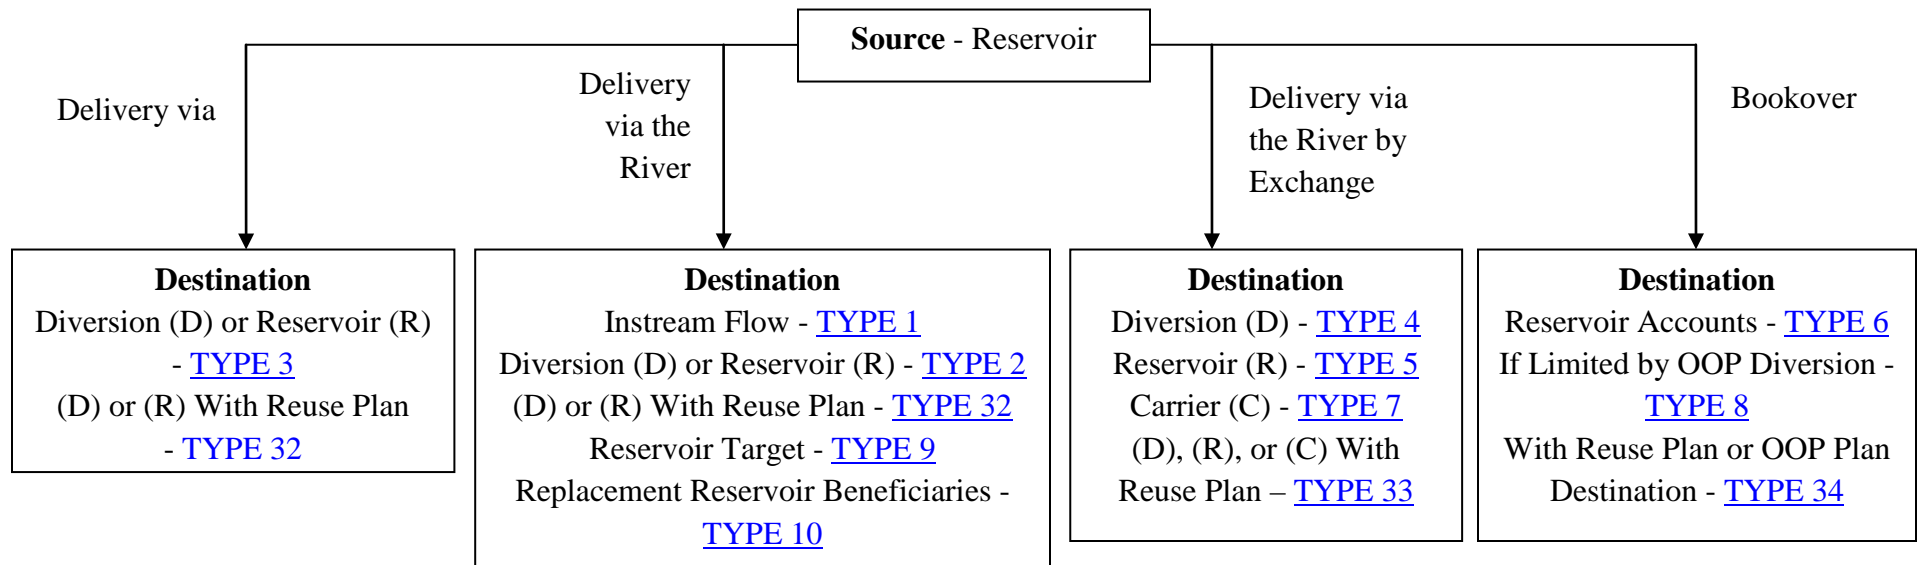 Source - Reservoir
Delivery via
Delivery
via the
River
Delivery via
the River by
Exchange
Bookover
Destination
Diversion (D) or Reservoir (R)
- TYPE 3
(D) or (R) With Reuse Plan
- TYPE 32
Destination
Instream Flow - TYPE 1
Diversion (D) or Reservoir (R) - TYPE 2
(D) or (R) With Reuse Plan - TYPE 32
Reservoir Target - TYPE 9
Replacement Reservoir Beneficiaries -
TYPE 10
Destination
Diversion (D) - TYPE 4
Reservoir (R) - TYPE 5
Carrier (C) - TYPE 7
(D), (R), or (C) With
Reuse Plan – TYPE 33
Destination
Reservoir Accounts - TYPE 6
If Limited by OOP Diversion -
TYPE 8
With Reuse Plan or OOP Plan
Destination - TYPE 34